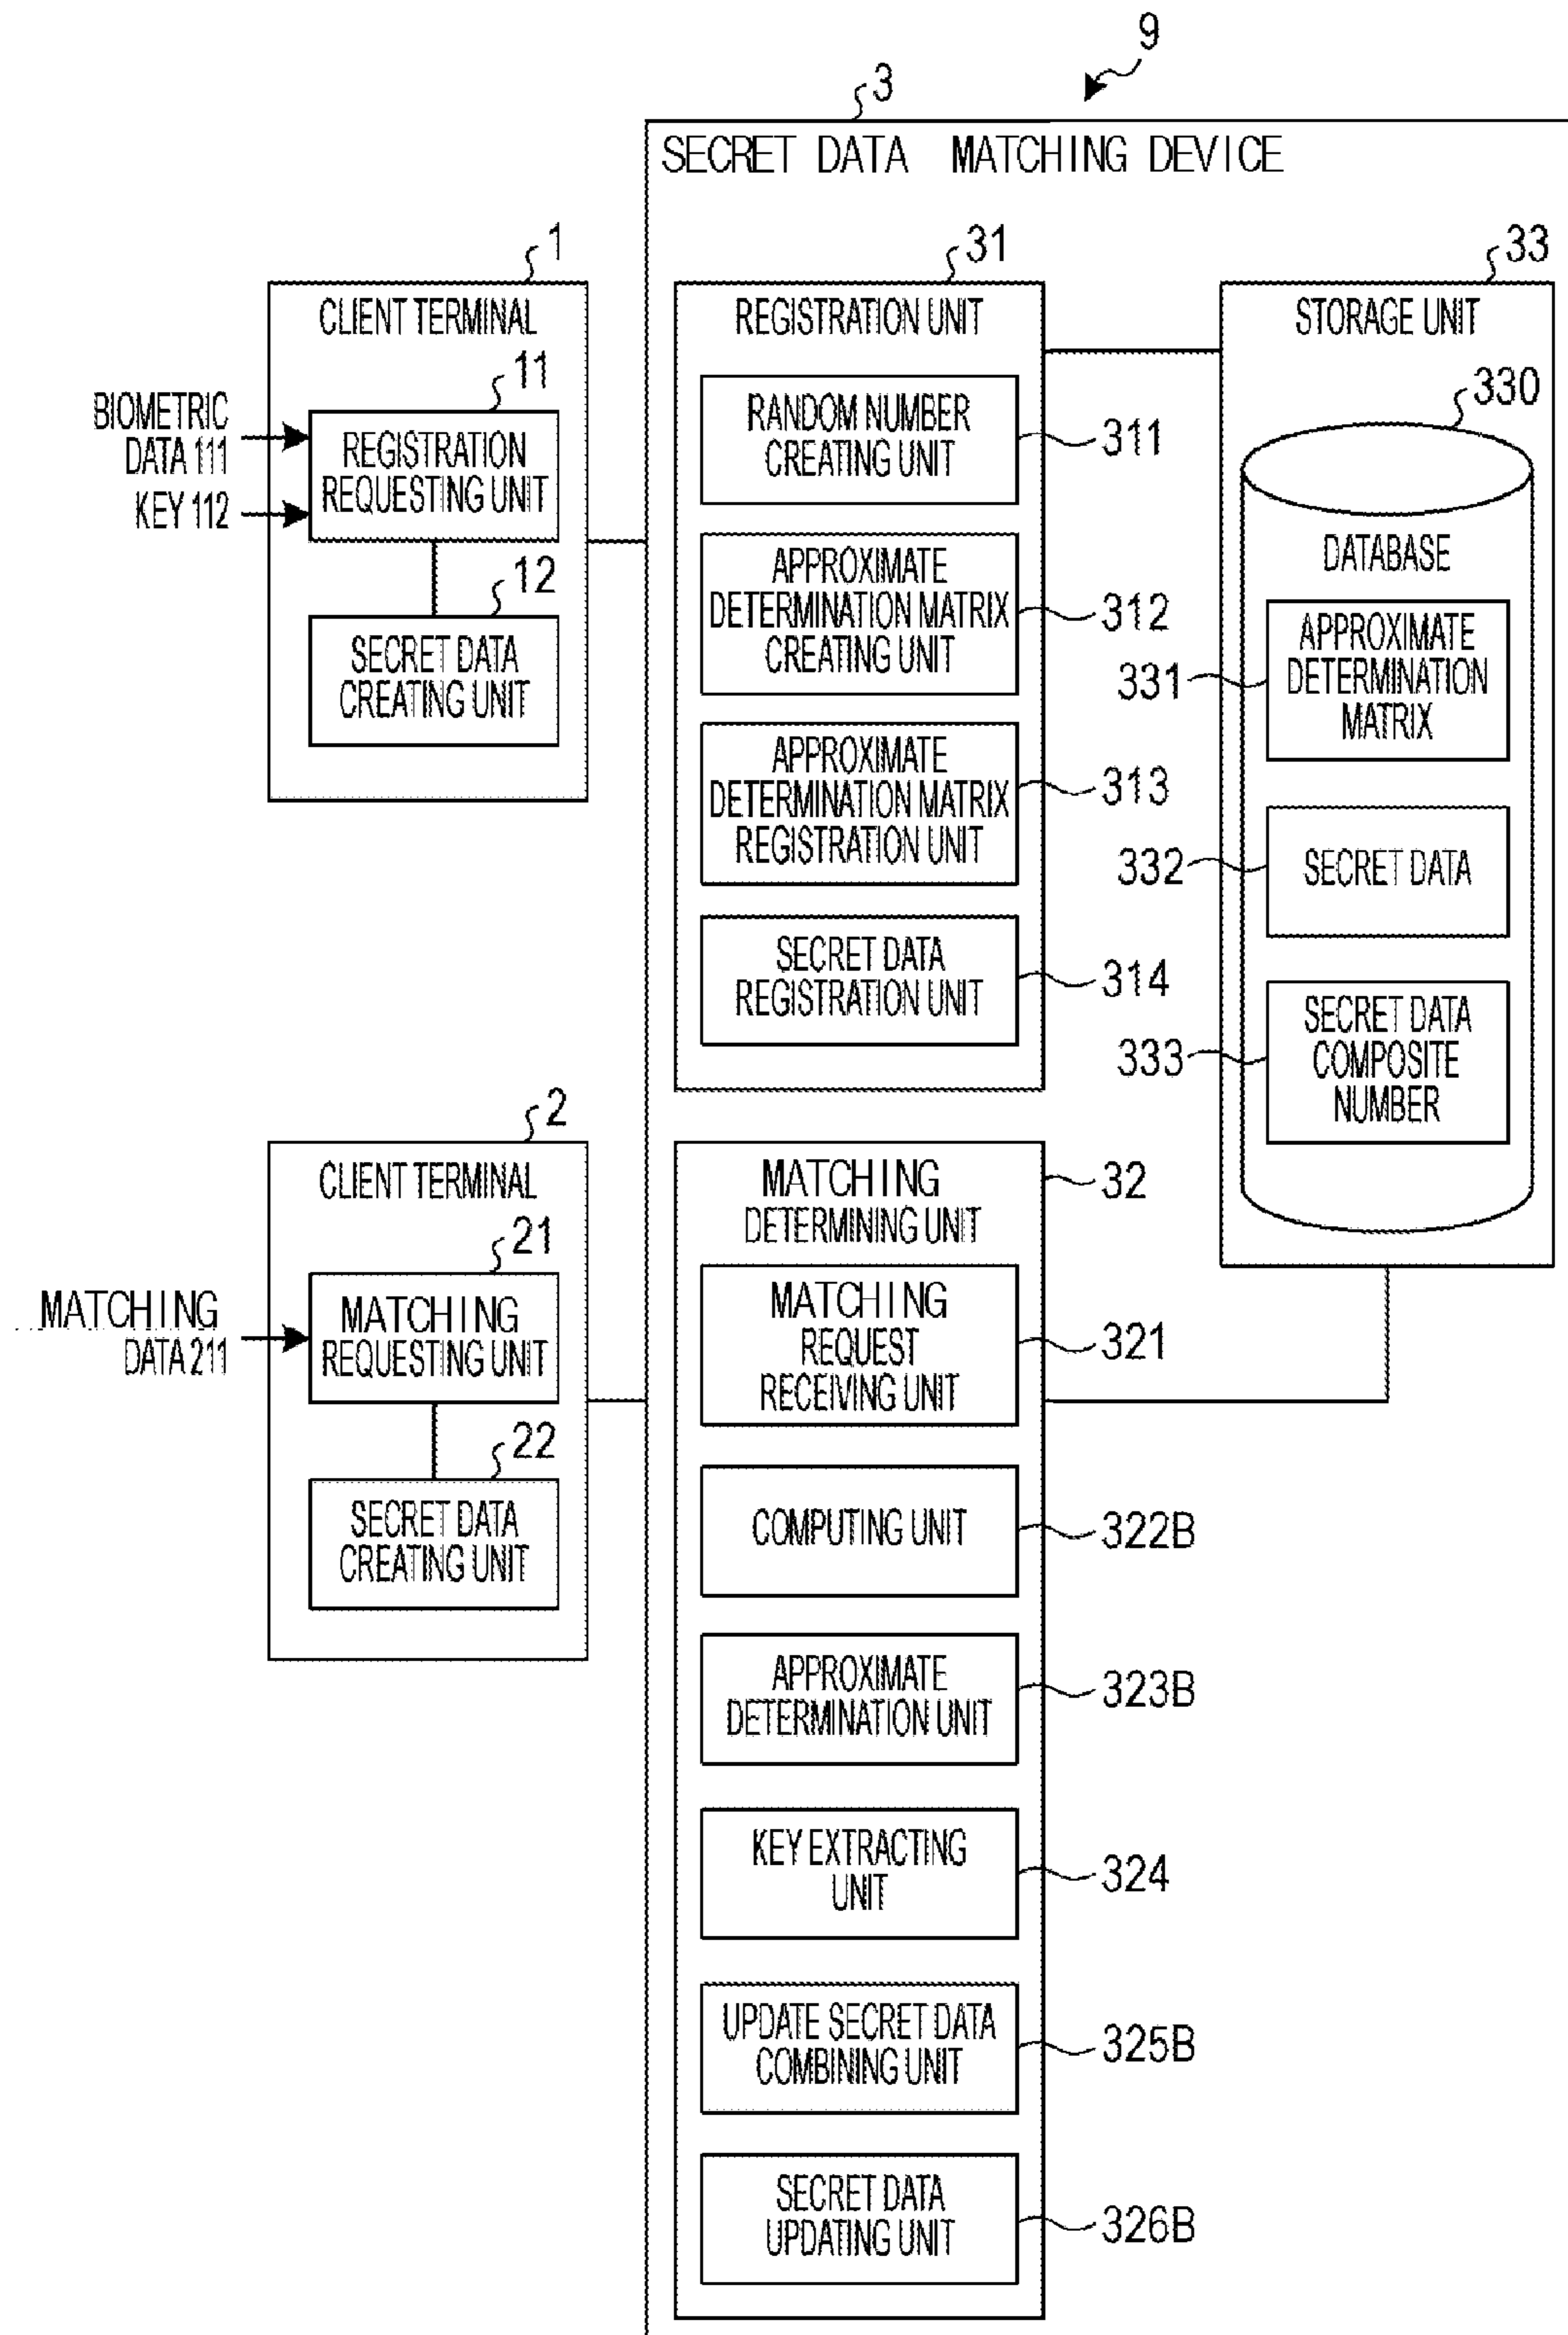 9
3
SECRET DATA MATCHING DEVICE
1
CLIENT TERMINAL
BIOMETRIC
DATA 111
KEY 112
11
REGISTRATION
REQUESTING UNIT
12
SECRET DATA
CREATING UNIT
31
REGISTRATION UNIT
RANDOM NUMBER
CREATING UNIT
311
APPROXIMATE
DETERMINATION MATRIX
CREATING UNIT
312
APPROXIMATE
DETERMINATION MATRIX
REGISTRATION UNIT
313
SECRET DATA
REGISTRATION UNIT
314
33
STORAGE UNIT
330
DATABASE
331
APPROXIMATE
DETERMINATION
MATRIX
332
SECRET DATA
333
SECRET DATA
COMPOSITE
NUMBER
2
CLIENT TERMINAL
MATCHING
DATA 211
21
MATCHING
REQUESTING UNIT
22
SECRET DATA
CREATING UNIT
32
MATCHING
DETERMINING UNIT
MATCHING
REQUEST
RECEIVING UNIT
321
COMPUTING UNIT
322B
APPROXIMATE
DETERMINATION UNIT
323B
KEY EXTRACTING
UNIT
324
UPDATE SECRET DATA
COMBINING UNIT
325B
SECRET DATA
UPDATING UNIT
326B